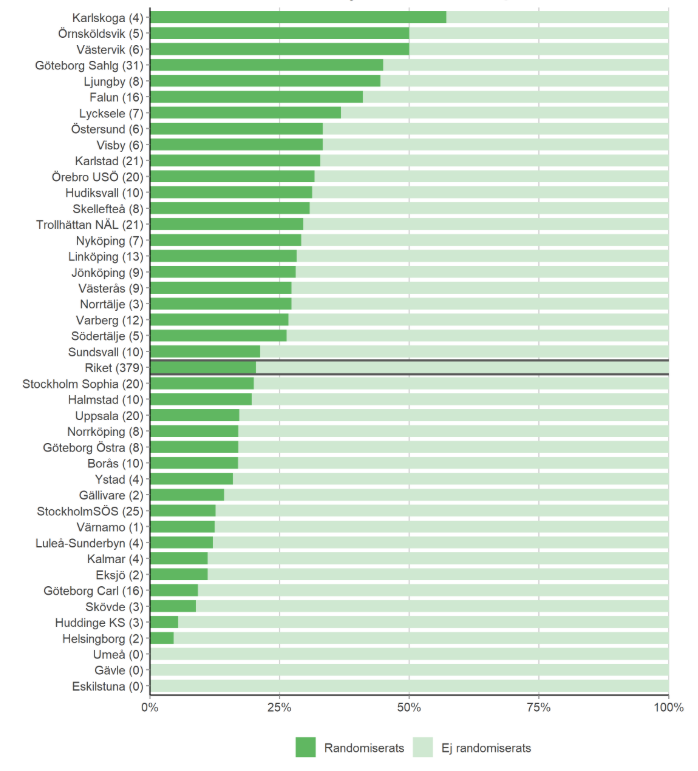 Karlskoga (4)
Örnsköldsvik (5)
Västervik (6)
Göteborg Sahlg (31)
Ljungby (8)
Falun (16)
Lycksele (7)
Östersund (6)
Visby (6)
Karlstad (21)
Örebro USÖ (20)
Hudiksvall (10)
Skellefteå (8)
Trollhättan NÄL (21)
Nyköping (7)
Linköping (13)
Jönköping (9)
Västerås (9)
Norrtälje (3)
Varberg (12)
Södertälje (5)
Sundsvall (10)
Riket (379)
Stockholm Sophia (20)
Halmstad (10)
Uppsala (20)
Norrköping (8)
Göteborg Östra (8)
Borås (10)
Ystad (4)
Gällivare (2)
StockholmSÖS (25)
Värnamo (1)
Luleå-Sunderbyn (4)
Kalmar (4)
Eksjö (2)
Göteborg Carl (16)
Skövde (3)
Huddinge KS (3)
Helsingborg (2)
Umeå (0)
Gävle (0)
Eskilstuna (0)
0% 25% 50% 75% 100%
Randomiserats Ej randomiserats